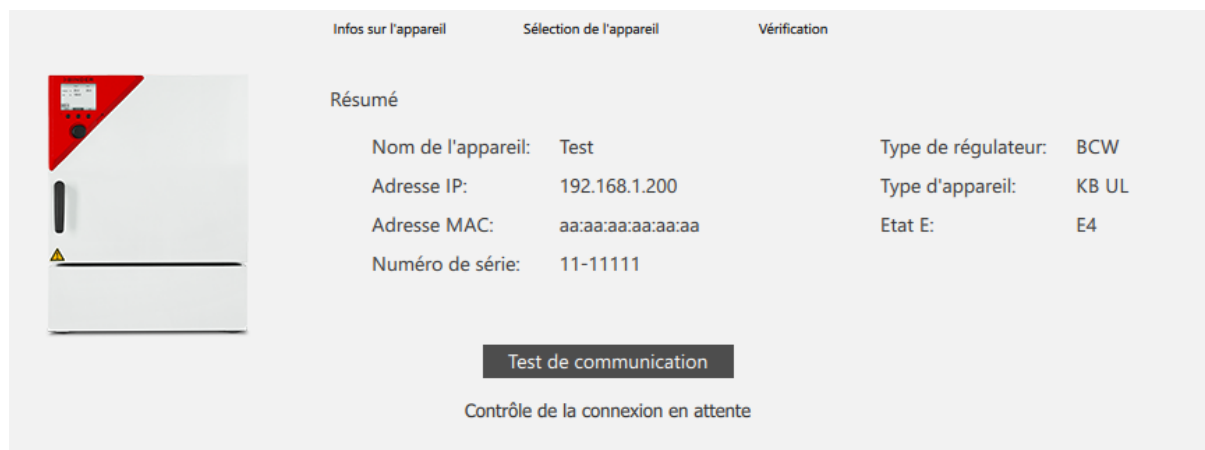 Infos sur l'appareil Sélection de l'appareil Vérification
Résumé
Nom de l'appareil: Test Type de régulateur: BCW
Adresse IP: 192.168.1.200 Type d'appareil: KB UL
Adresse MAC: aa:aa:aa:aa:aa:aa Etat E: E4
Numéro de série: 11-11111
Test de communication
Contrôle de la connexion en attente